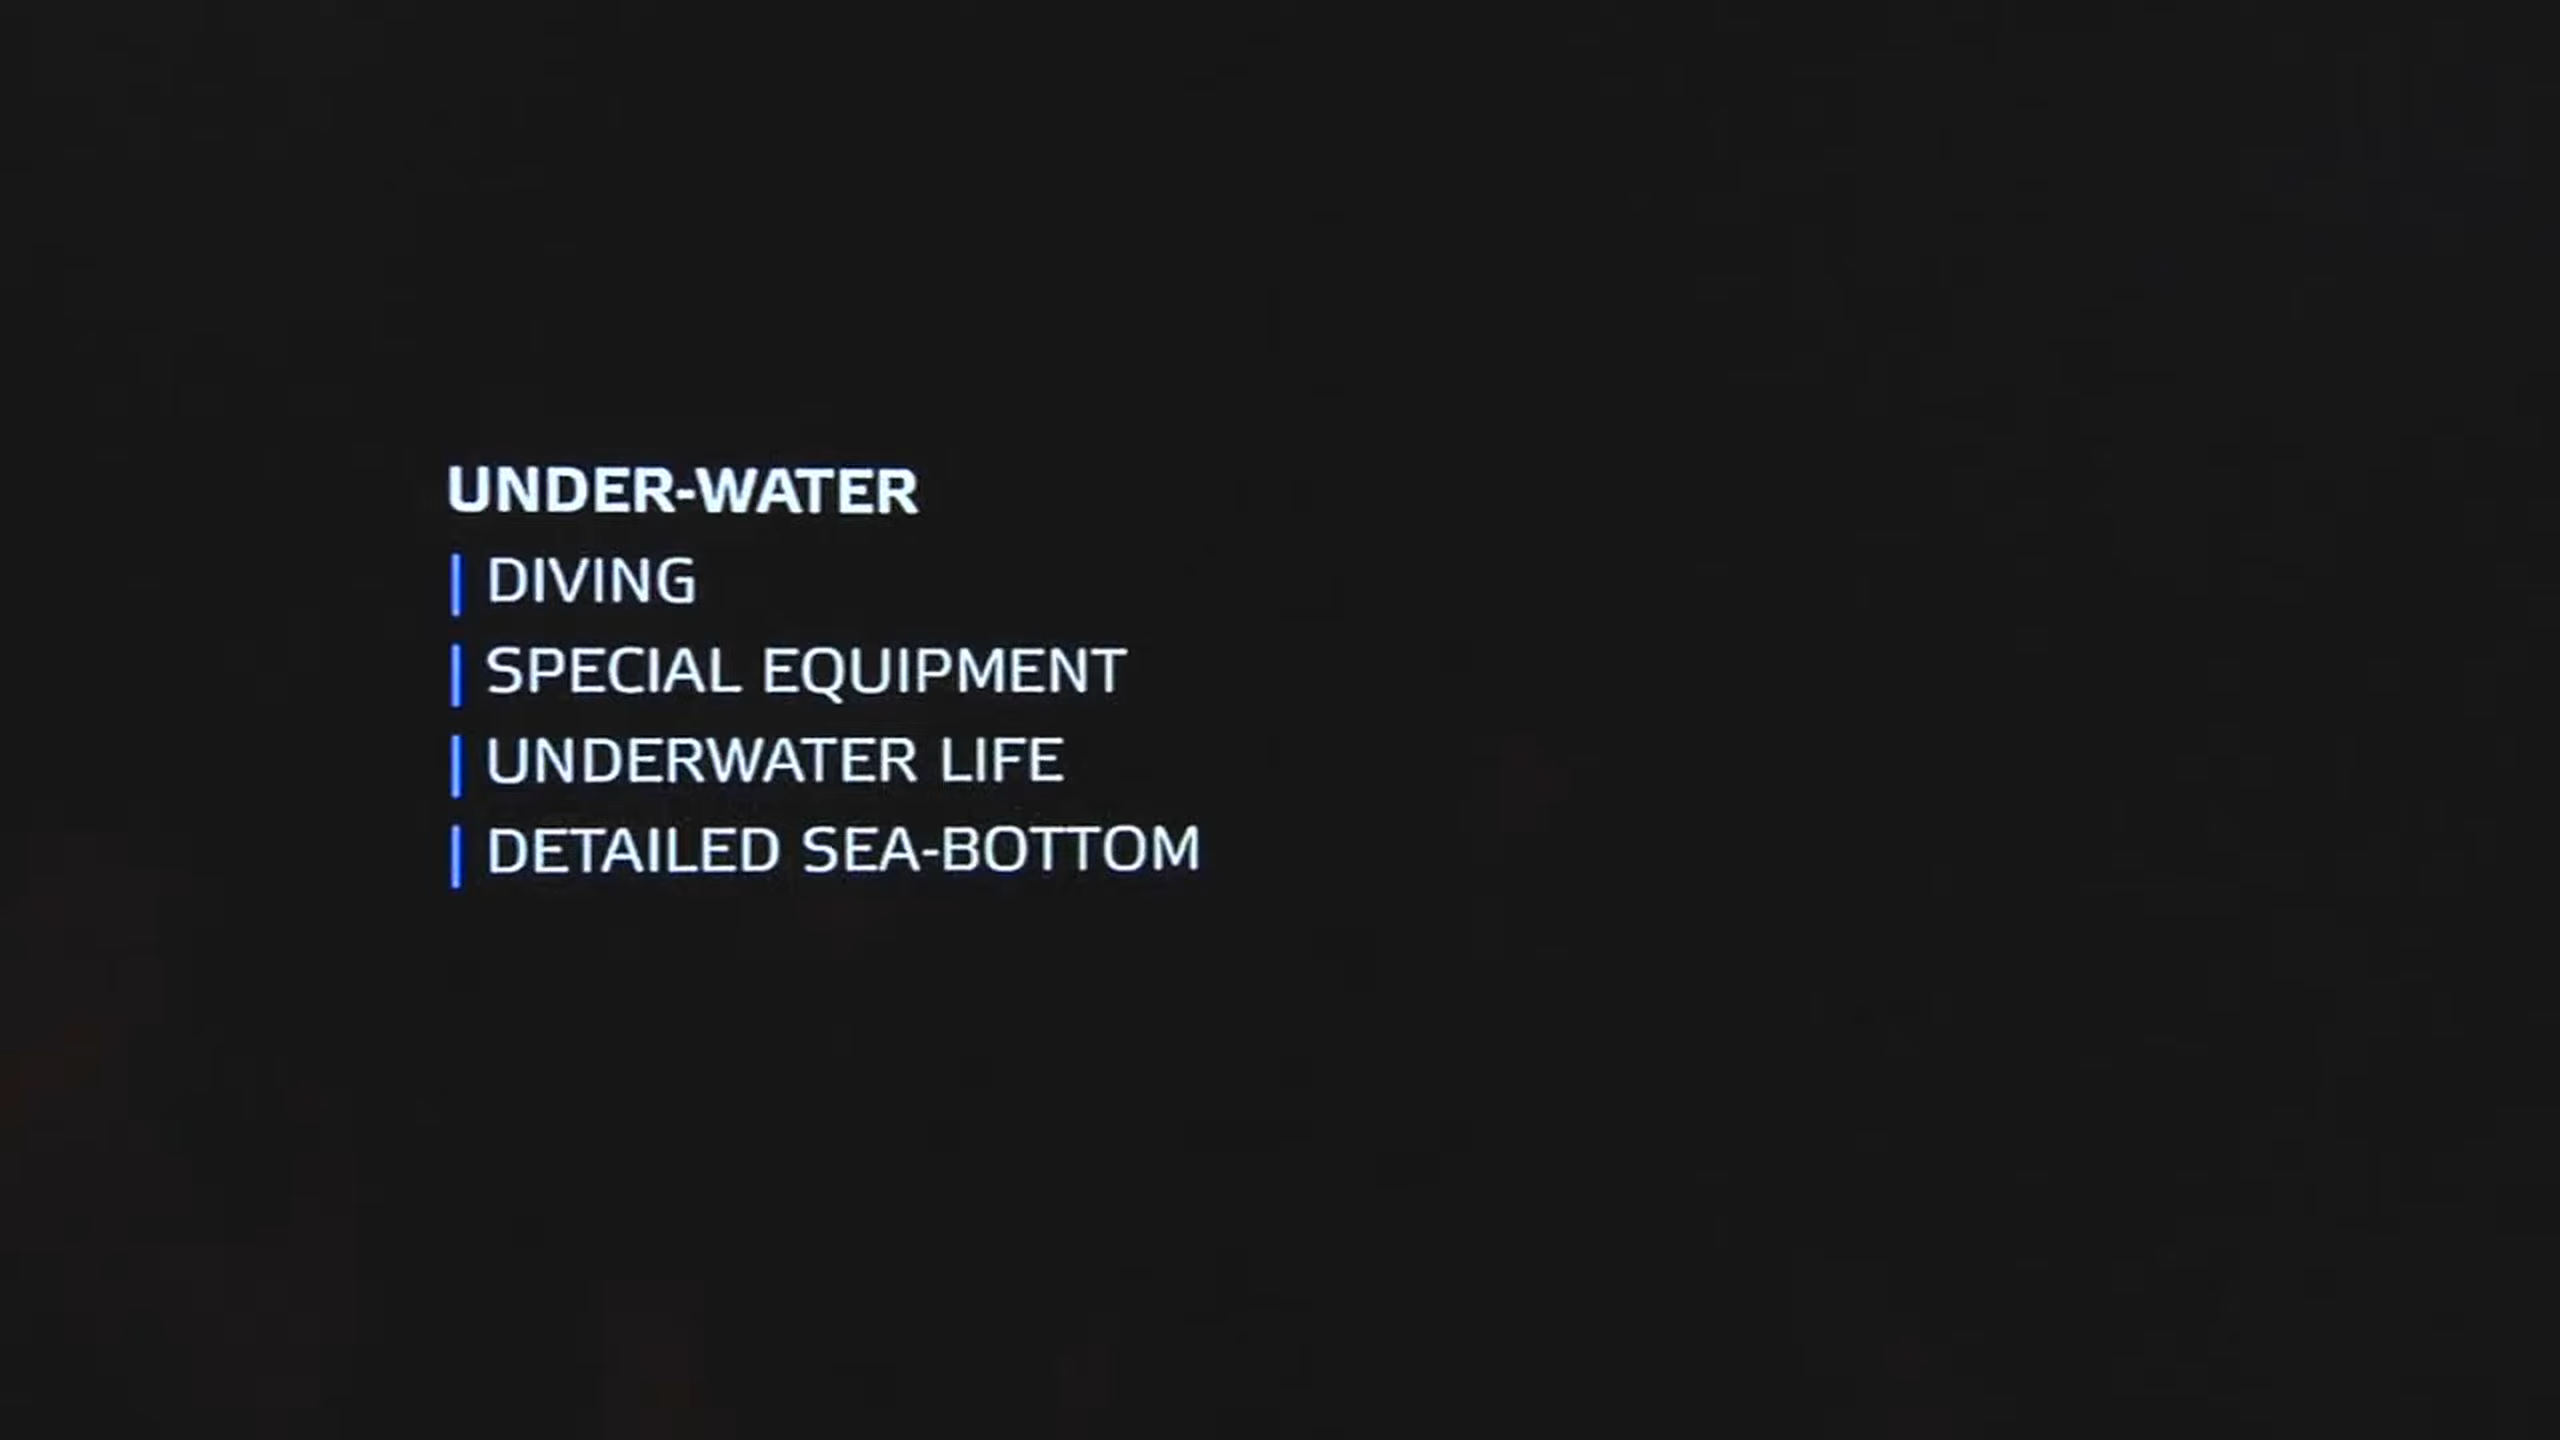 UNDER-WATER
DIVING
SPECIAL EQUIPMENT
UNDERWATER LIFE
DETAILED SEA-BOTTOM